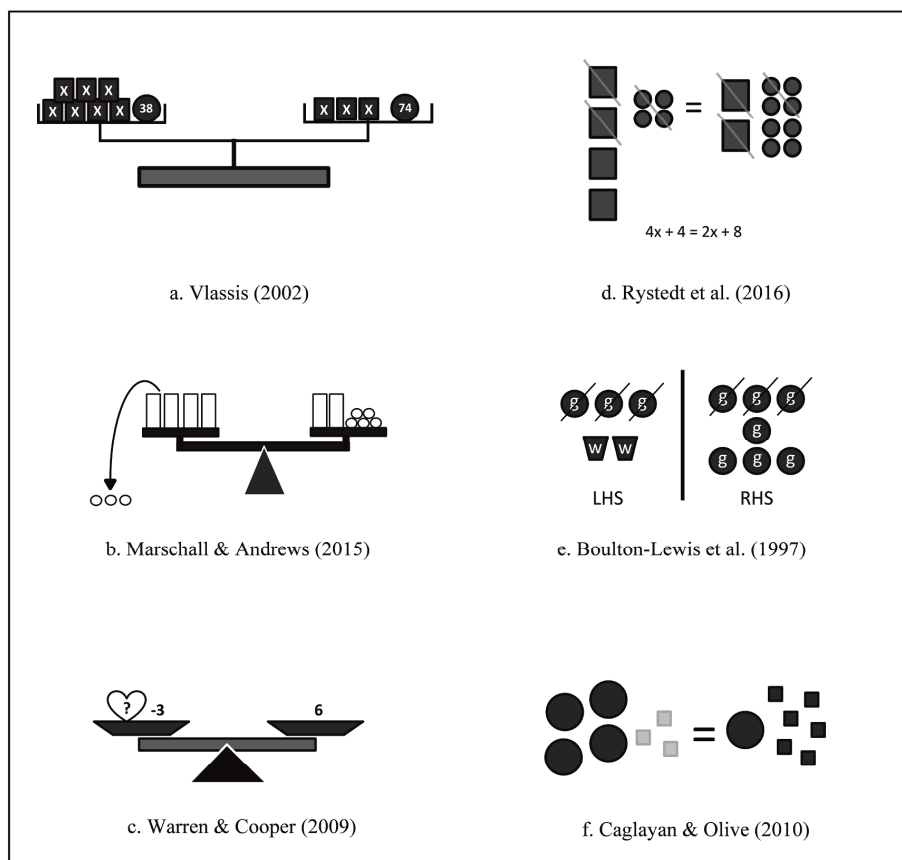 X X X
X X X X 38
X X X 74
a. Vlassis (2002)
4x + 4 = 2x + 8
=
d. Rystedt et al. (2016)
b. Marschall & Andrews (2015)
g g g
w w
LHS
g g g
g
g g g
RHS
e. Boulton-Lewis et al. (1997)
? -3
6
c. Warren & Cooper (2009)
=
f. Caglayan & Olive (2010)